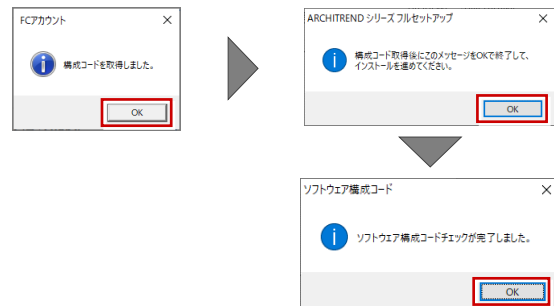 FCアカウント
構成コードを取得しました。
OK
ARCHITREND シリーズ フルセットアップ
構成コード取得後にこのメッセージをOKで終了して、
インストールを進めてください。
OK
ソフトウェア構成コード
ソフトウェア構成コードチェックが完了しました。
OK